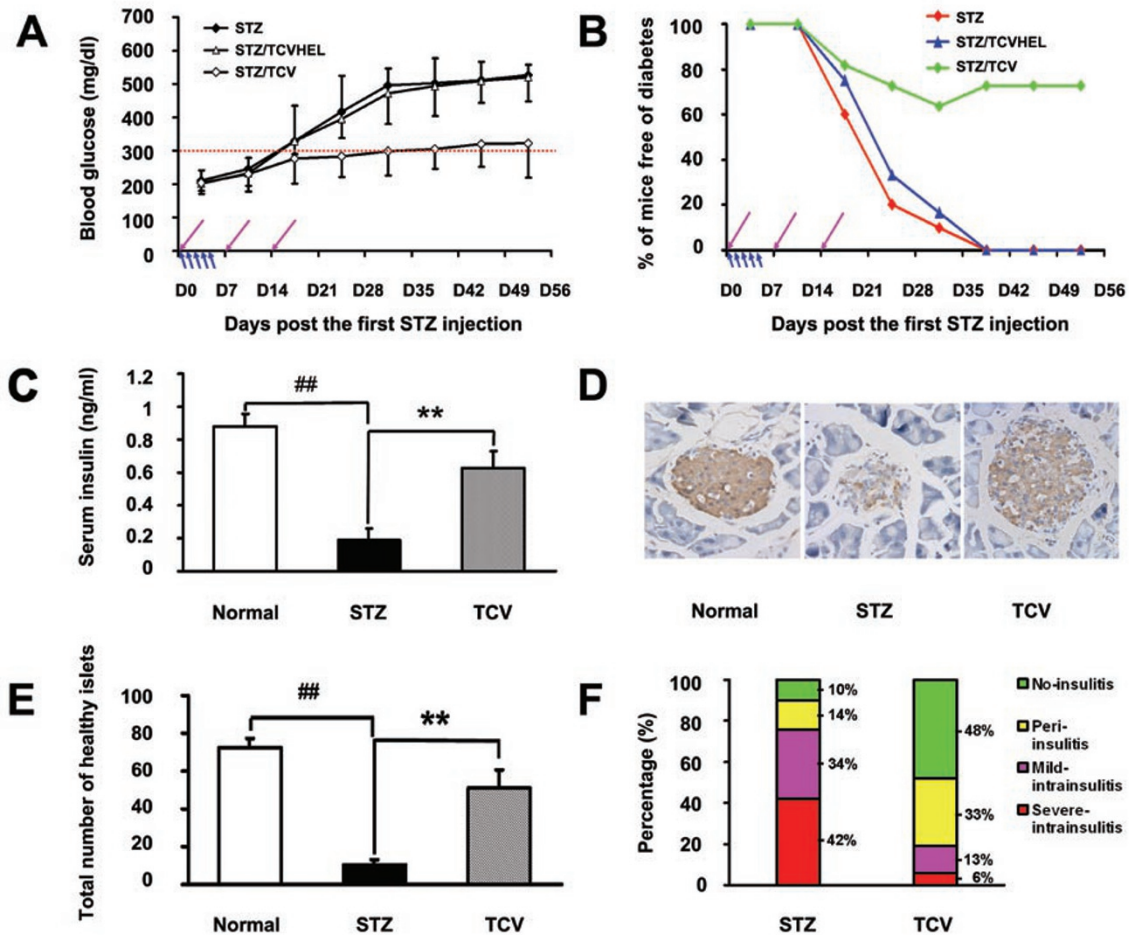 A
Blood glucose (mg/dl)
700
600
500
400
300
200
100
0
STZ
STZ/TCVHEL
STZ/TCV
D0 D7 D14 D21 D28 D35 D42 D49 D56
Days post the first STZ injection
B
% of mice free of diabetes
100
80
60
40
20
0
STZ
STZ/TCVHEL
STZ/TCV
D0 D7 D14 D21 D28 D35 D42 D49 D56
Days post the first STZ injection
C
Serum insulin (ng/ml)
1.2
1
0.8
0.6
0.4
0.2
0
##
**
Normal STZ TCV
D
Normal STZ TCV
E
Total number of healthy islets
100
80
60
40
20
0
##
**
Normal STZ TCV
F
Percentage (%)
100
80
60
40
20
0
10%
14%
34%
42%
48%
33%
13%
6%
STZ TCV
No-insulitis
Peri-
insulitis
Mild-
intrainsulitis
Severe-
intrainsulitis